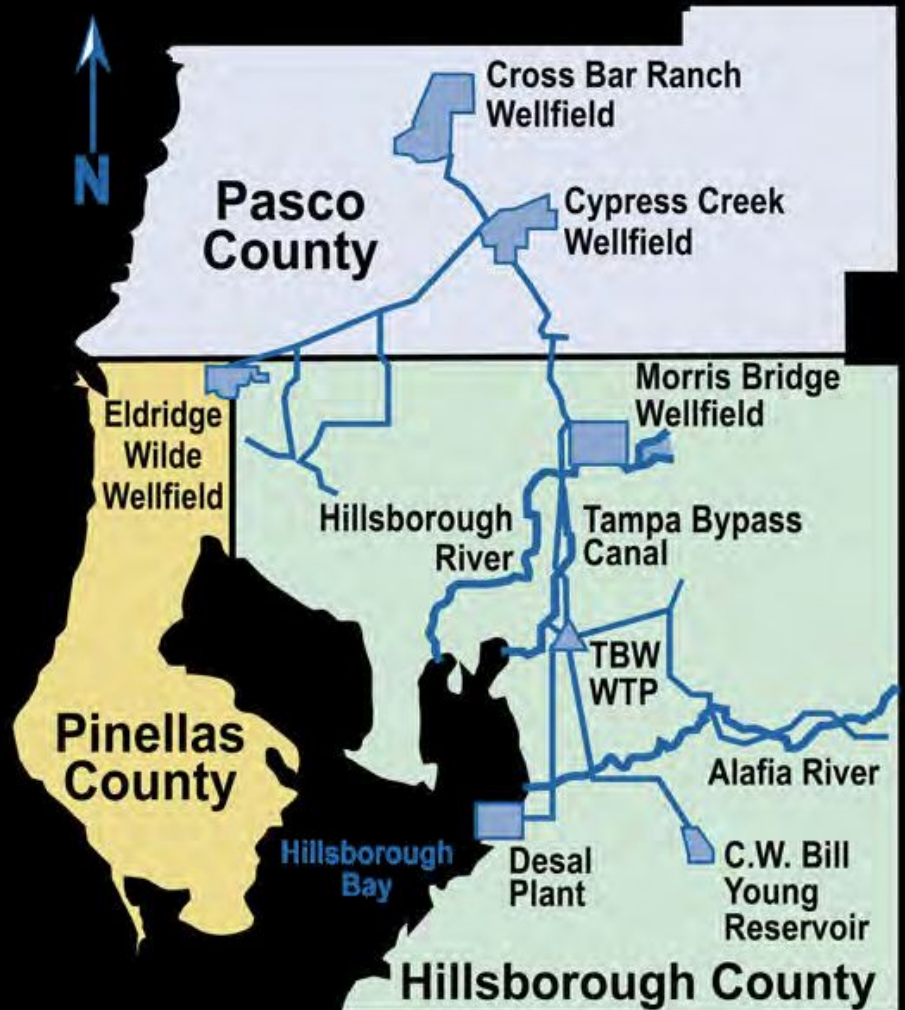 Cross Bar Ranch
Wellfield
N
Pasco
County
Cypress Creek
Wellfield
Morris Bridge
Wellfield
Eldridge
Wilde
Wellfield
Hillsborough
River
Tampa Bypass
Canal
TBW
WTP
Pinellas
County
Alafia River
Hillsborough
Bay
Desal
Plant
C.W. Bill
Young
Reservoir
Hillsborough County